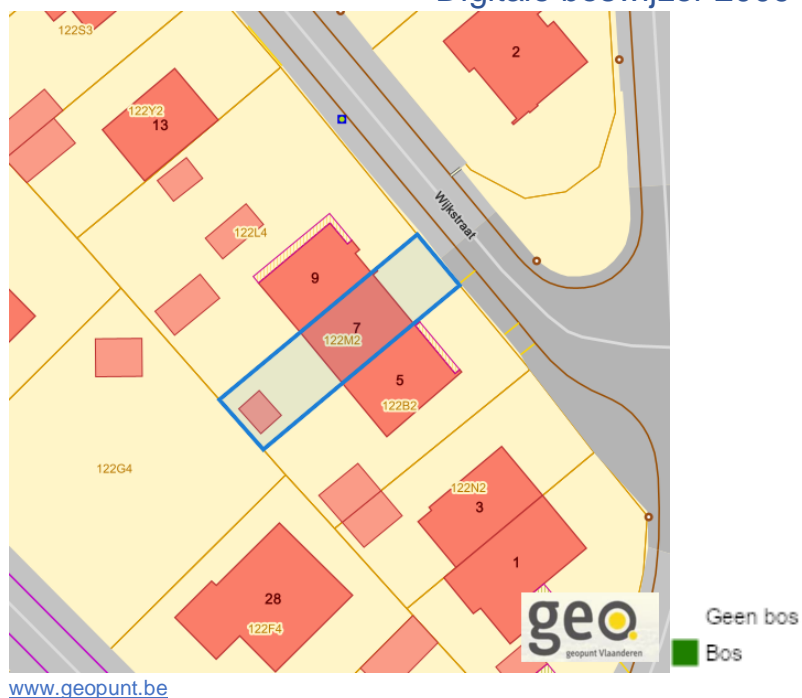 122S3
2
122Y2
13
Wijkstraat
122L4
9
7
122M2
5
122B2
122G4
122N2
3
1
28
122F4
geo.
geopunt Vlaanderen
Geen bos
Bos
www.geopunt.be